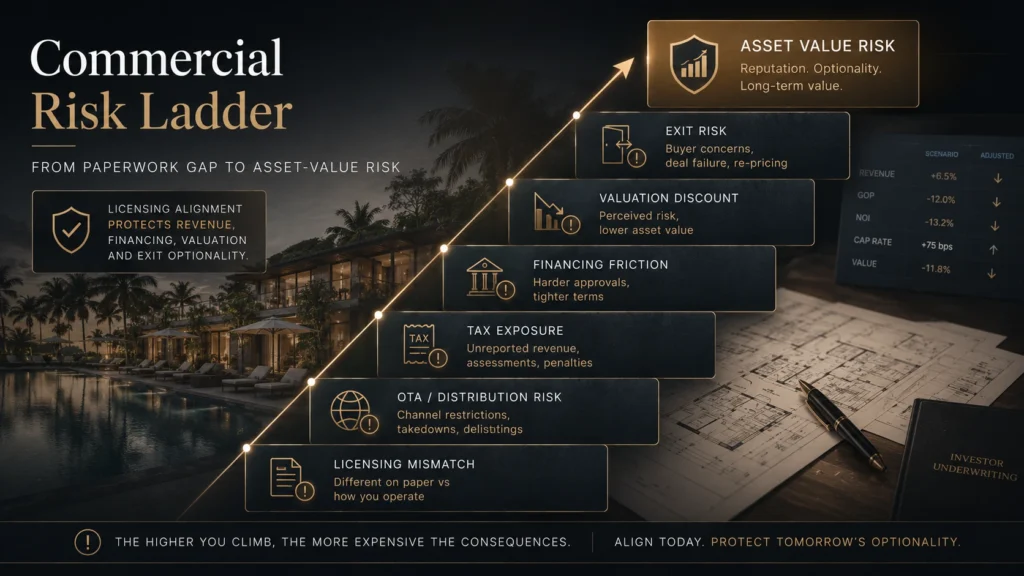 Commercial
Risk Ladder
FROM PAPERWORK GAP TO ASSET-VALUE RISK
LICENSING ALIGNMENT
PROTECTS REVENUE,
FINANCING, VALUATION
AND EXIT OPTIONALITY.
ASSET VALUE RISK
Reputation. Optionality.
Long-term value.
EXIT RISK
Buyer concerns,
deal failure, re-pricing
VALUATION DISCOUNT
Perceived risk,
lower asset value
FINANCING FRICTION
Harder approvals,
tighter terms
TAX
TAX EXPOSURE
Unreported revenue,
assessments, penalties
OTA / DISTRIBUTION RISK
Channel restrictions,
takedowns, delistings
LICENSING MISMATCH
Different on paper vs
how you operate
SCENARIO ADJUSTED
REVENUE +6.5% ↓
GOP -12.0% ↓
NOI -13.2% ↓
CAP RATE +75 bps ↑
VALUE -11.8% ↓
INVESTOR
UNDERWRITING
THE HIGHER YOU CLIMB, THE MORE EXPENSIVE THE CONSEQUENCES.
ALIGN TODAY. PROTECT TOMORROW'S OPTIONALITY.